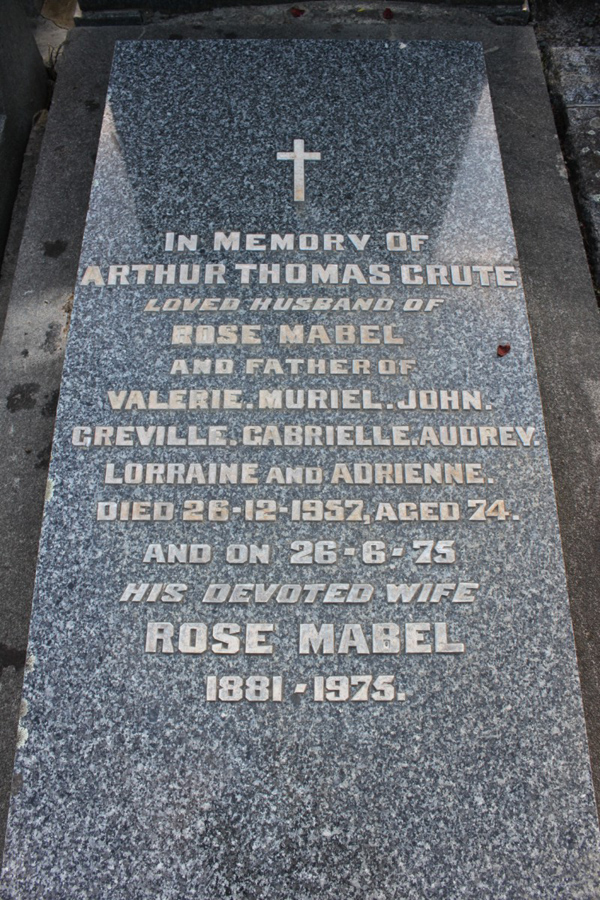 IN MEMORY OF
ARTHUR THOMAS CRUTE
LOVED HUSBAND OF
ROSE MABEL
AND FATHER OF
VALERIE. MURIEL. JOHN.
GREVILLE. GABRIELLE. AUDREY.
LORRAINE AND ADRIENNE.
DIED 26-12-1957, AGED 74.
AND ON 26-6-75
HIS DEVOTED WIFE
ROSE MABEL
1881-1975.